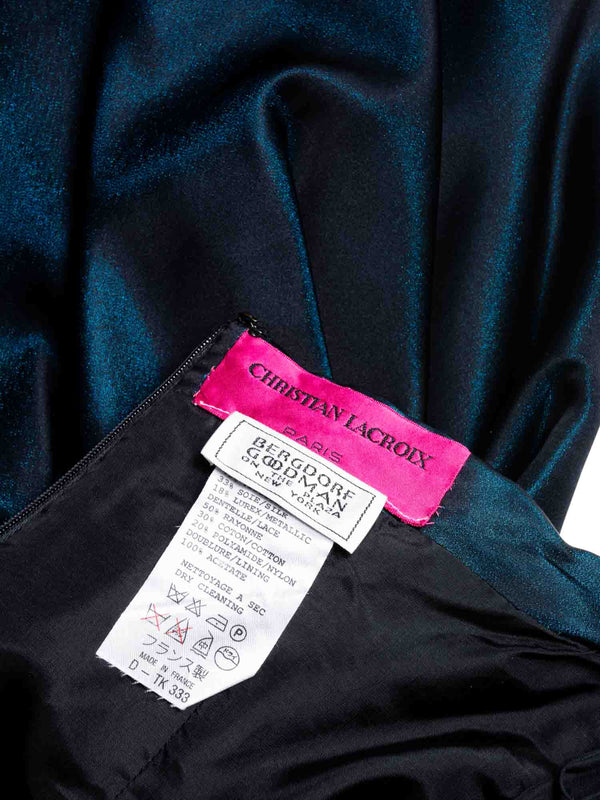 CHRISTIAN LACROIX
PARIS
BERGDORF
GOODMAN
ON THE PLAZA
NEW YORK
33% SOIE/SILK
18% LUREX/METALLIC
DENTELLE/LACE
50% RAYONNE
30% COTON/COTTON
20% POLYAMIDE/NYLON
DOUBLURE/LINING
100% ACETATE
NETTOYAGE A SEC
DRY CLEANING
P
フランス製
MADE IN FRANCE
D - TK 333